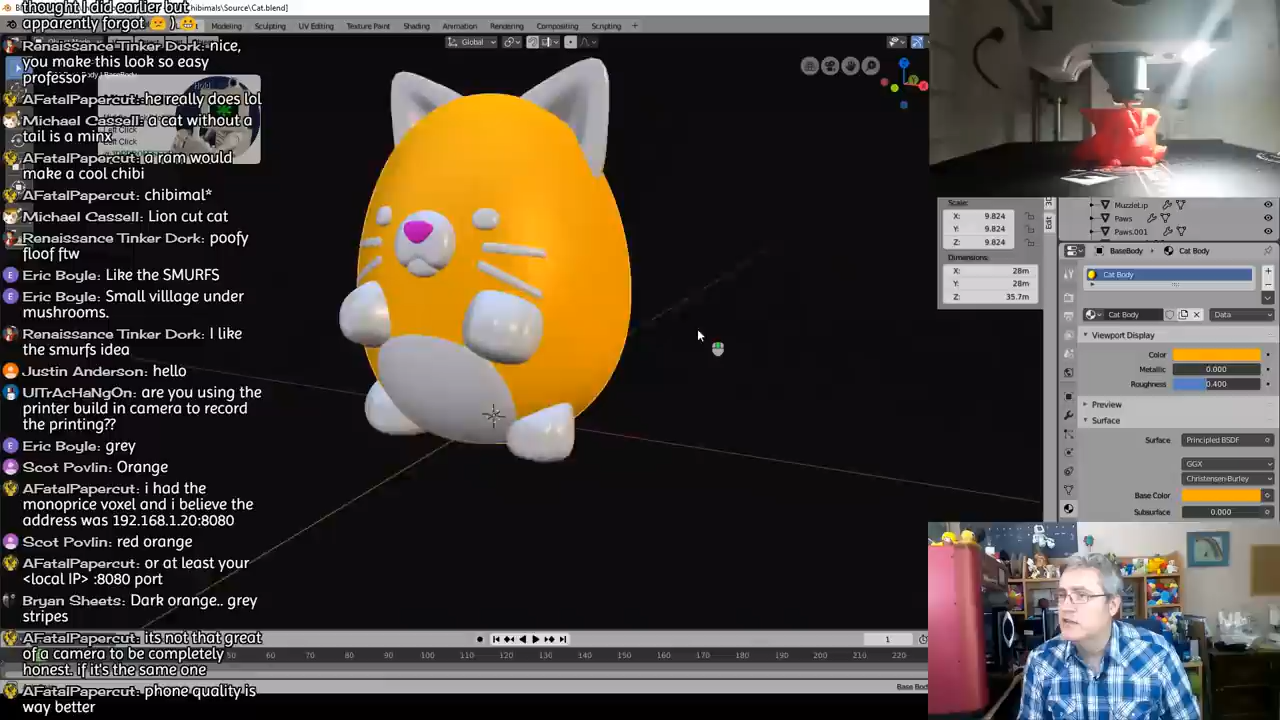 thought I did earlier but
apparently forgot 😕 ) 😬
Renaissance Tinker Dork: nice,
you make this look so easy
professor
AFatalPapercut: he really does lol
Michael Cassell: a cat without a
tail is a minx
AFatalPapercut: a ram would
make a cool chibi
AFatalPapercut: chibimal*
Michael Cassell: Lion cut cat
Renaissance Tinker Dork: poofy
floof ftw
Eric Boyle: Like the SMURFS
Eric Boyle: Small villlage under
mushrooms.
Renaissance Tinker Dork: I like
the smurfs idea
Justin Anderson: hello
UlTrAcHaNgOn: are you using the
printer build in camera to record
the printing??
Eric Boyle: grey
Scot Povlin: Orange
AFatalPapercut: i had the
monoprice voxel and i believe the
address was 192.168.1.20:8080
Scot Povlin: red orange
AFatalPapercut: or at least your
<local IP> :8080 port
Bryan Sheets: Dark orange.. grey
stripes
AFatalPapercut: its not that great
of a camera to be completely
honest. if it's the same one
AFatalPapercut: phone quality is
way better
\Source\Cat.blend]
Modeling
Sculpting
UV Editing
Texture Paint
Shading
Animation
Rendering
Compositing
Scripting
+
Global
Left Click
Scale:
X: 9.824
Y: 9.824
Z: 9.824
Dimensions:
X: 28m
Y: 28m
Z: 35.7m
Edit
MuzzleLip
Paws
Paws.001
BaseBody
Cat Body
Cat Body
Cat Body
Data
Viewport Display
Color
Metallic 0.000
Roughness 0.400
Preview
Surface
Surface Principled BSDF
GGX
Christensen-Burley
Base Color
Subsurface 0.000
1
50 60 70 80 90 100 110 120 130 140 150 160 170 180 190 200 210 220
Base Body